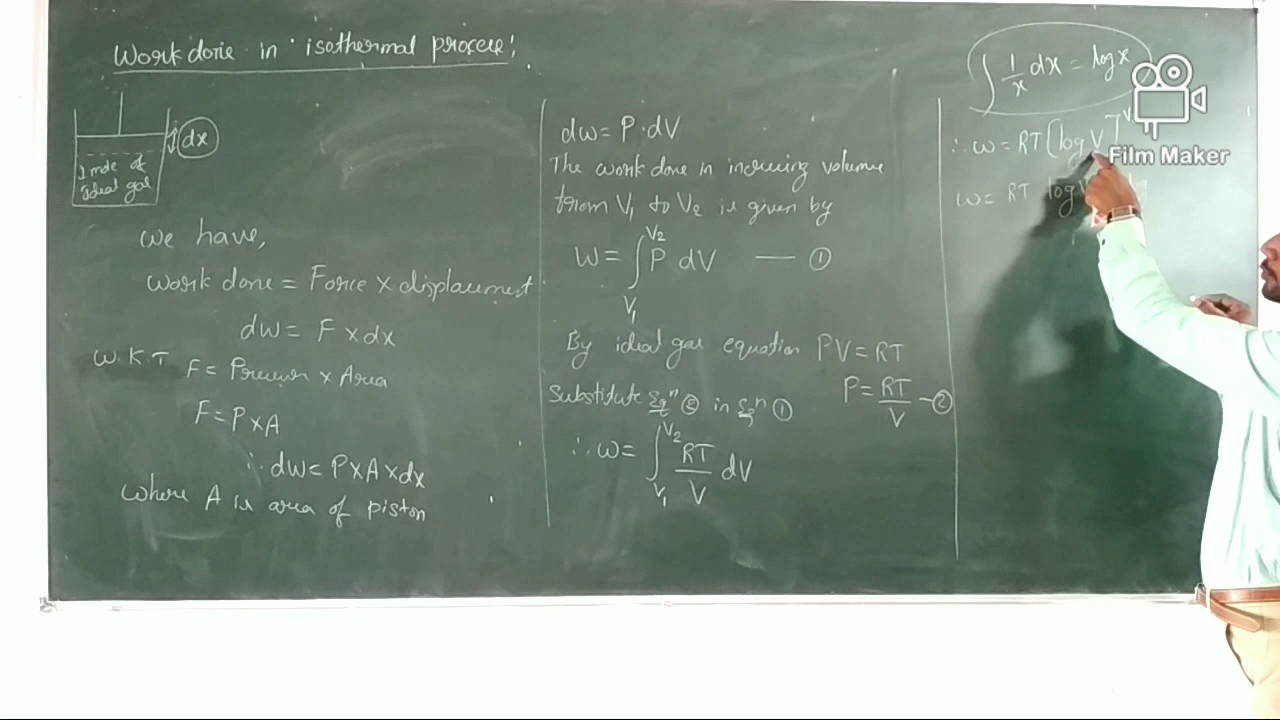 Work done in isothermal process:
dx
1 mole of
ideal gas
we have,
work done = Force × displacement
dw = F × dx
W.K.T F = Pressure × Area
F = P × A
∴ dw = P × A × dx
where A is area of piston
dw = P·dV
The work done in increasing volume
from V₁ to V₂ is given by
W = ∫ P dV — ①
V₂
V₁
By ideal gas equation PV = RT
P = RT/V — ②
Substitute Eqⁿ ② in Eqⁿ ①
∴ w = ∫ RT/V dV
V₂
V₁
∫ 1/x dx = log x
∴ w = RT [log V]
w = RT log
Film Maker